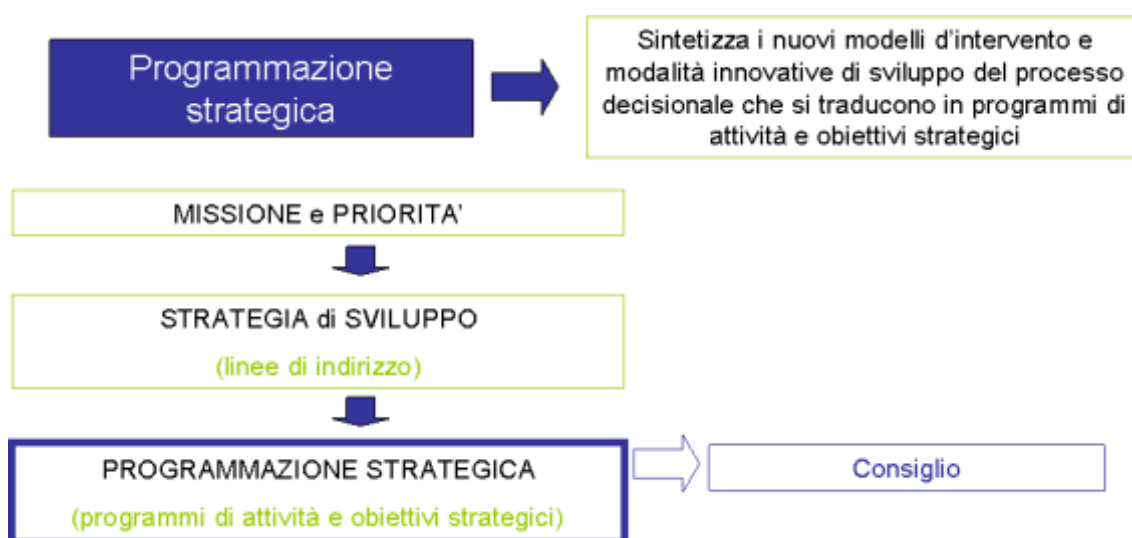 Programmazione
strategica
Sintetizza i nuovi modelli d'intervento e
modalità innovative di sviluppo del processo
decisionale che si traducono in programmi di
attività e obiettivi strategici
MISSIONE e PRIORITA'
STRATEGIA di SVILUPPO
(linee di indirizzo)
PROGRAMMAZIONE STRATEGICA
(programmi di attività e obiettivi strategici)
Consiglio